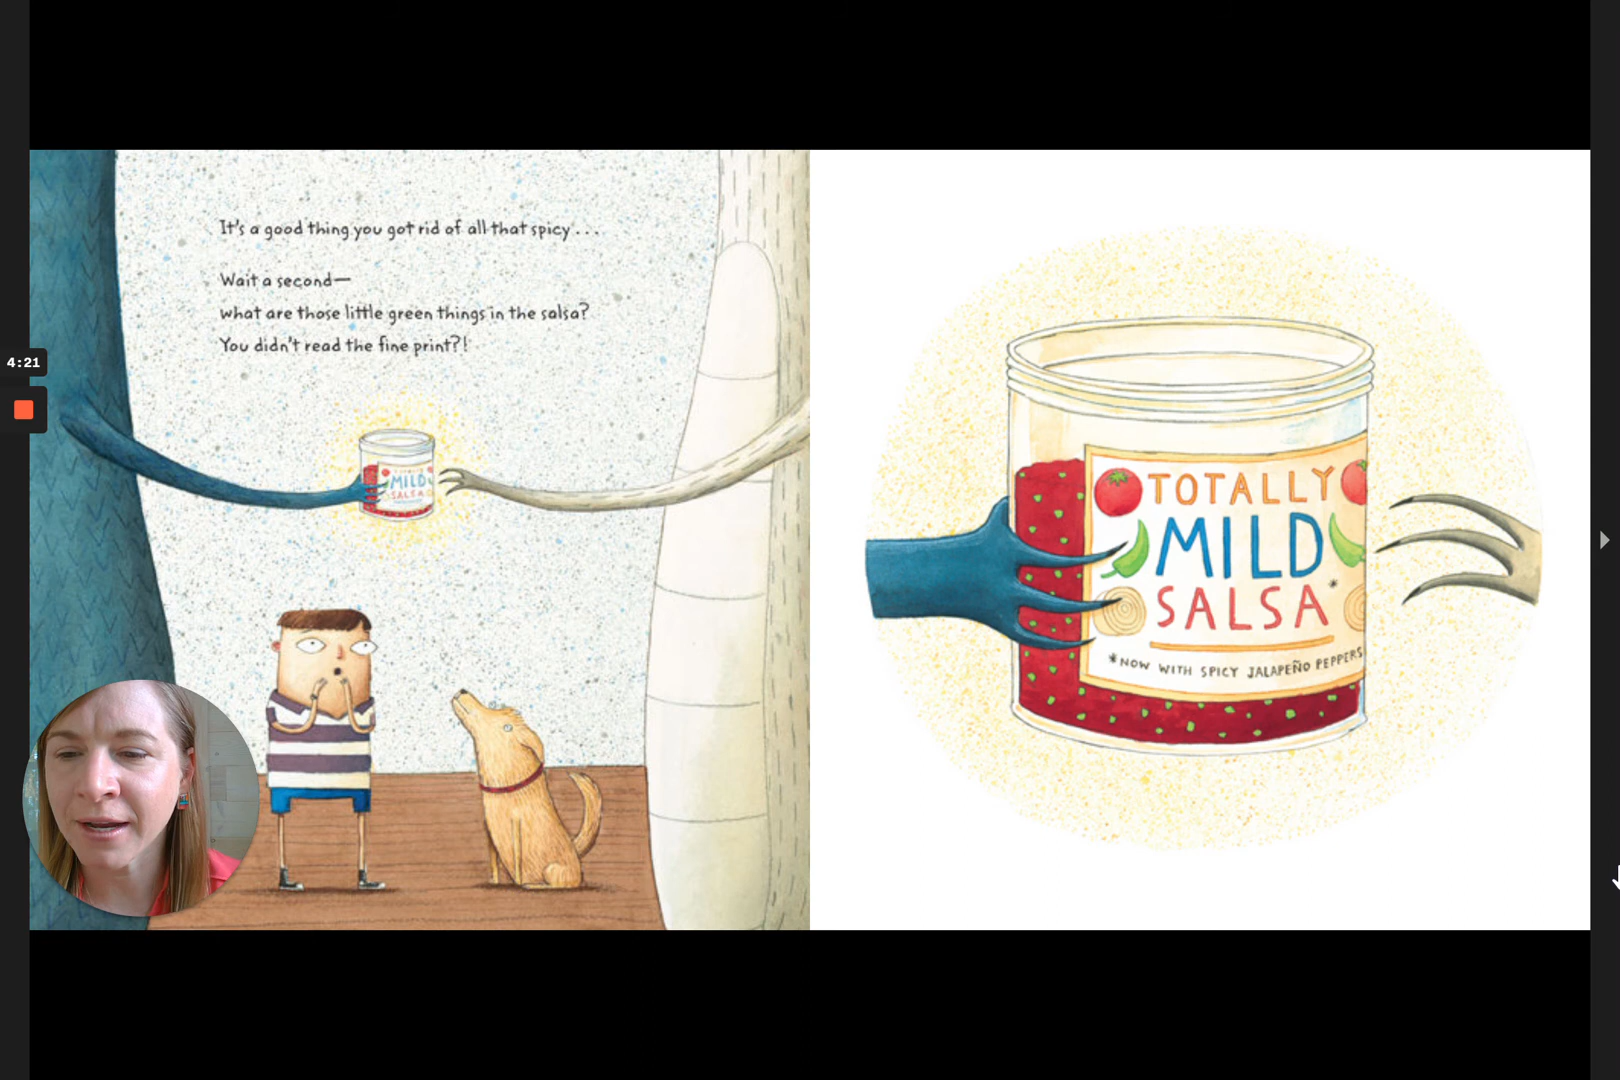 It's a good thing you got rid of all that spicy . . .
Wait a second—
what are those little green things in the salsa?
You didn't read the fine print?!
4:21
MILD
SALSA
TOTALLY
MILD
SALSA*
*NOW WITH SPICY JALAPEÑO PEPPERS